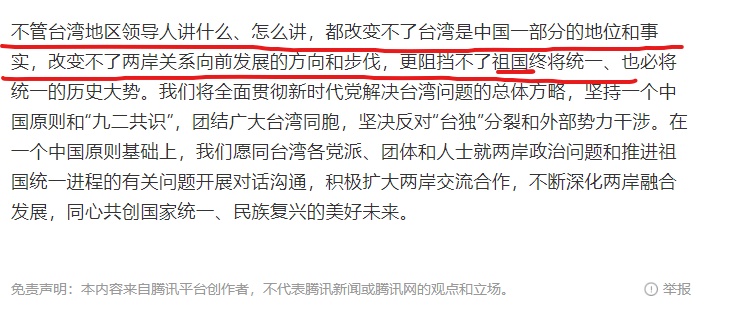 不管台湾地区领导人讲什么、怎么讲，都改变不了台湾是中国一部分的地位和事
实，改变不了两岸关系向前发展的方向和步伐，更阻挡不了祖国终将统一、也必将
统一的历史大势。我们将全面贯彻新时代党解决台湾问题的总体方略，坚持一个中
国原则和“九二共识”，团结广大台湾同胞，坚决反对“台独”分裂和外部势力干涉。在
一个中国原则基础上，我们愿同台湾各党派、团体和人士就两岸政治问题和推进祖
国统一进程的有关问题开展对话沟通，积极扩大两岸交流合作，不断深化两岸融合
发展，同心共创国家统一、民族复兴的美好未来。
免责声明：本内容来自腾讯平台创作者，不代表腾讯新闻或腾讯网的观点和立场。 举报